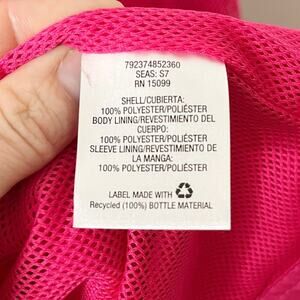 792374852360
SEAS: S7
RN 15099
SHELL/CUBIERTA:
100% POLYESTER/POLIÉSTER
BODY LINING/REVESTIMIENTO DEL
CUERPO:
100% POLYESTER/POLIÉSTER
SLEEVE LINING/REVESTIMIENTO DE
LA MANGA:
100% POLYESTER/POLIÉSTER
LABEL MADE WITH
Recycled (100%) BOTTLE MATERIAL